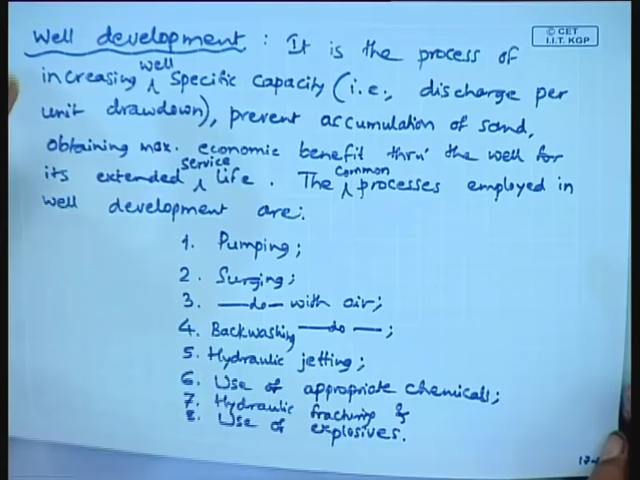 Well development : It is the process of
© CET
I.I.T. KGP
increasing well specific capacity (i.e., discharge per
unit drawdown), prevent accumulation of sand,
obtaining max. economic benefit thru' the well for
its extended service life. The common processes employed in
well development are:
1. Pumping;
2. Surging;
3. —do— with air;
4. Backwashing —do—;
5. Hydraulic jetting;
6. Use of appropriate chemicals;
7. Hydraulic fracturing &
8. Use of explosives.